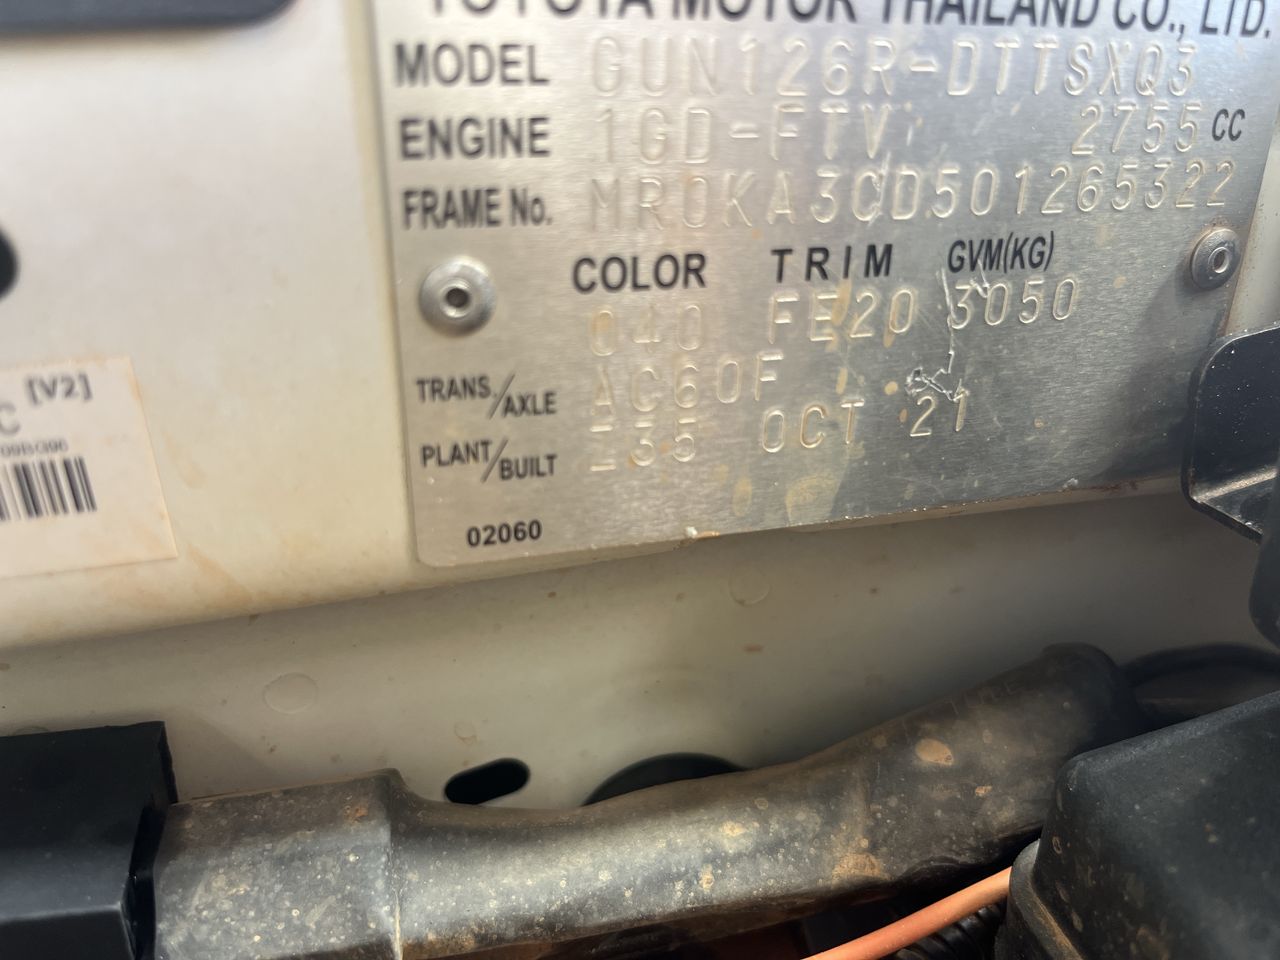 TOYOTA MOTOR THAILAND CO., LTD.
MODEL GUN126R-DTTSXQ3
ENGINE 1GD-FTV 2755 CC
FRAME No. MR0KA3CD501265322
COLOR TRIM GVM(KG)
040 FE20 3050
TRANS./AXLE AC60F
PLANT/BUILT Z35 OCT 21
02060
[V2]
C